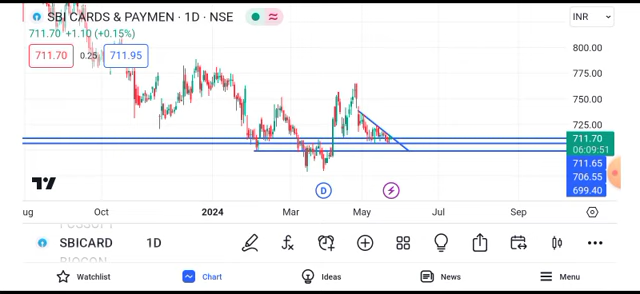 SBI CARDS & PAYMEN · 1D · NSE
INR
711.70 +1.10 (+0.15%)
711.70 0.25 711.95
800.00
775.00
750.00
725.00
711.70
06:09:51
711.65
706.55
699.40
D
ug Oct 2024 Mar May Jul Sep
SBICARD 1D
Watchlist Chart Ideas News Menu